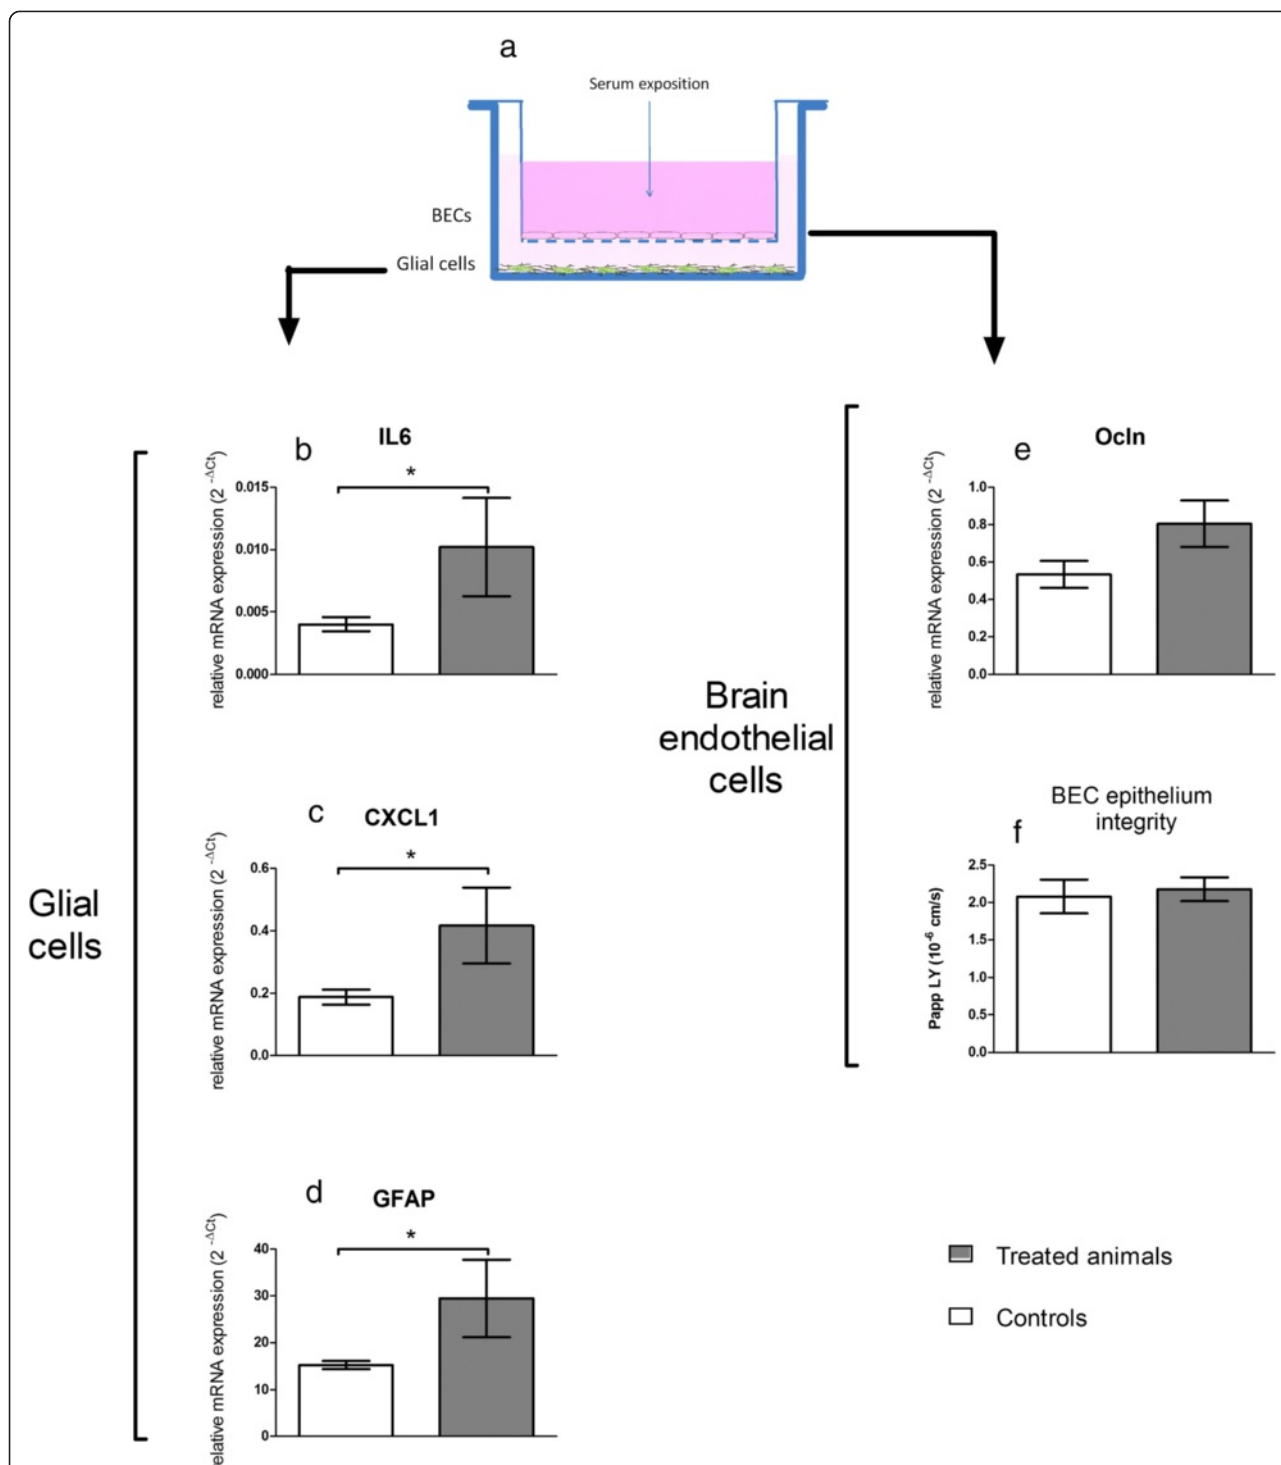 a
Serum exposition
BECs
Glial cells
b
IL6
*
relative mRNA expression (2 -ΔCt)
0.015
0.010
0.005
0.000
c
CXCL1
*
relative mRNA expression (2 -ΔCt)
0.6
0.4
0.2
0.0
d
GFAP
*
relative mRNA expression (2 -ΔCt)
40
30
20
10
0
Glial
cells
Brain
endothelial
cells
e
Ocln
relative mRNA expression (2 -ΔCt)
1.0
0.8
0.6
0.4
0.2
0.0
f
BEC epithelium
integrity
Papp LY (10-6 cm/s)
2.5
2.0
1.5
1.0
0.5
0.0
Treated animals
Controls